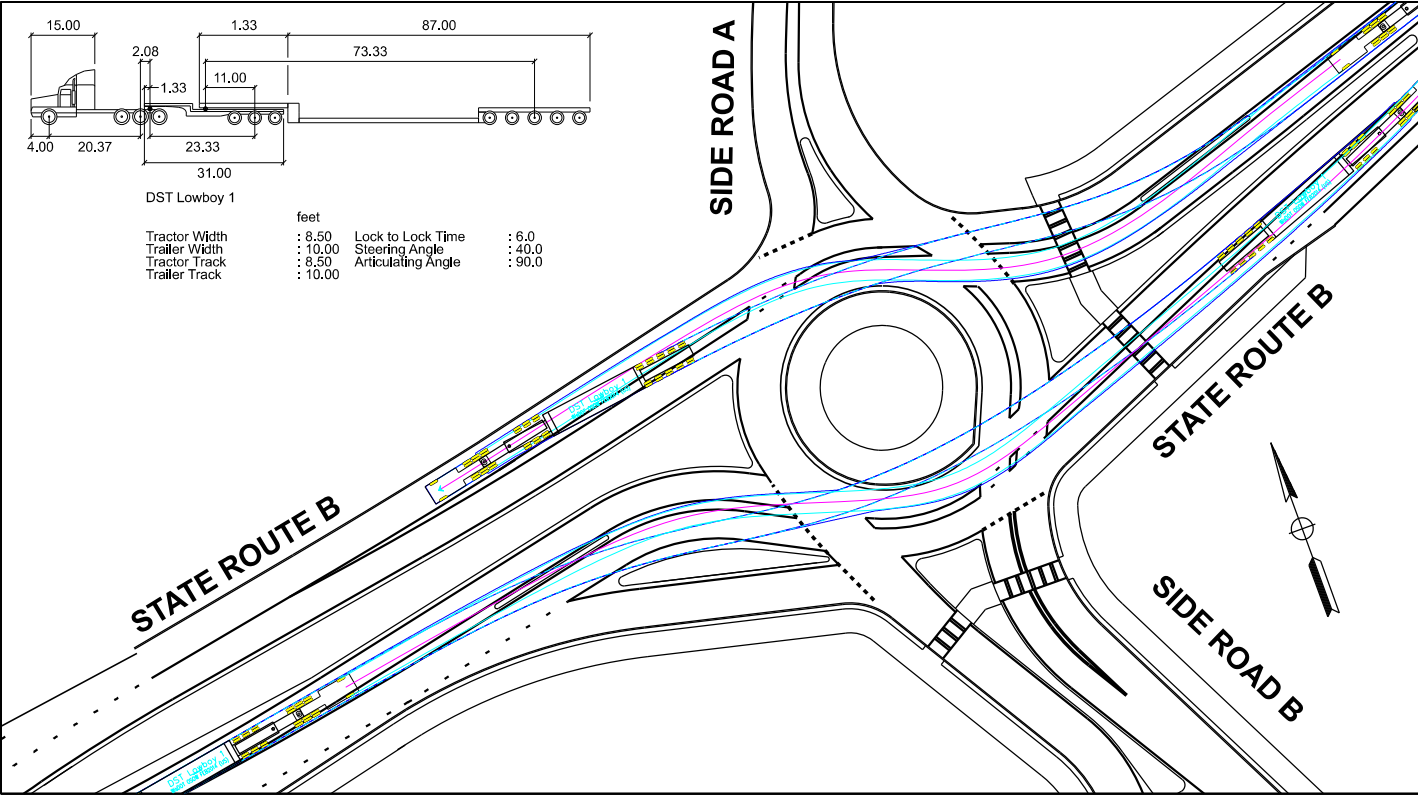 15.00
1.33
87.00
2.08
73.33
1.33
11.00
4.00
20.37
23.33
31.00
DST Lowboy 1
feet
Tractor Width : 8.50 Lock to Lock Time : 6.0
Trailer Width : 10.00 Steering Angle : 40.0
Tractor Track : 8.50 Articulating Angle : 90.0
Trailer Track : 10.00
SIDE ROAD A
STATE ROUTE B
STATE ROUTE B
SIDE ROAD B
DST Lowboy 1
DST Lowboy 1
DST Lowboy 1